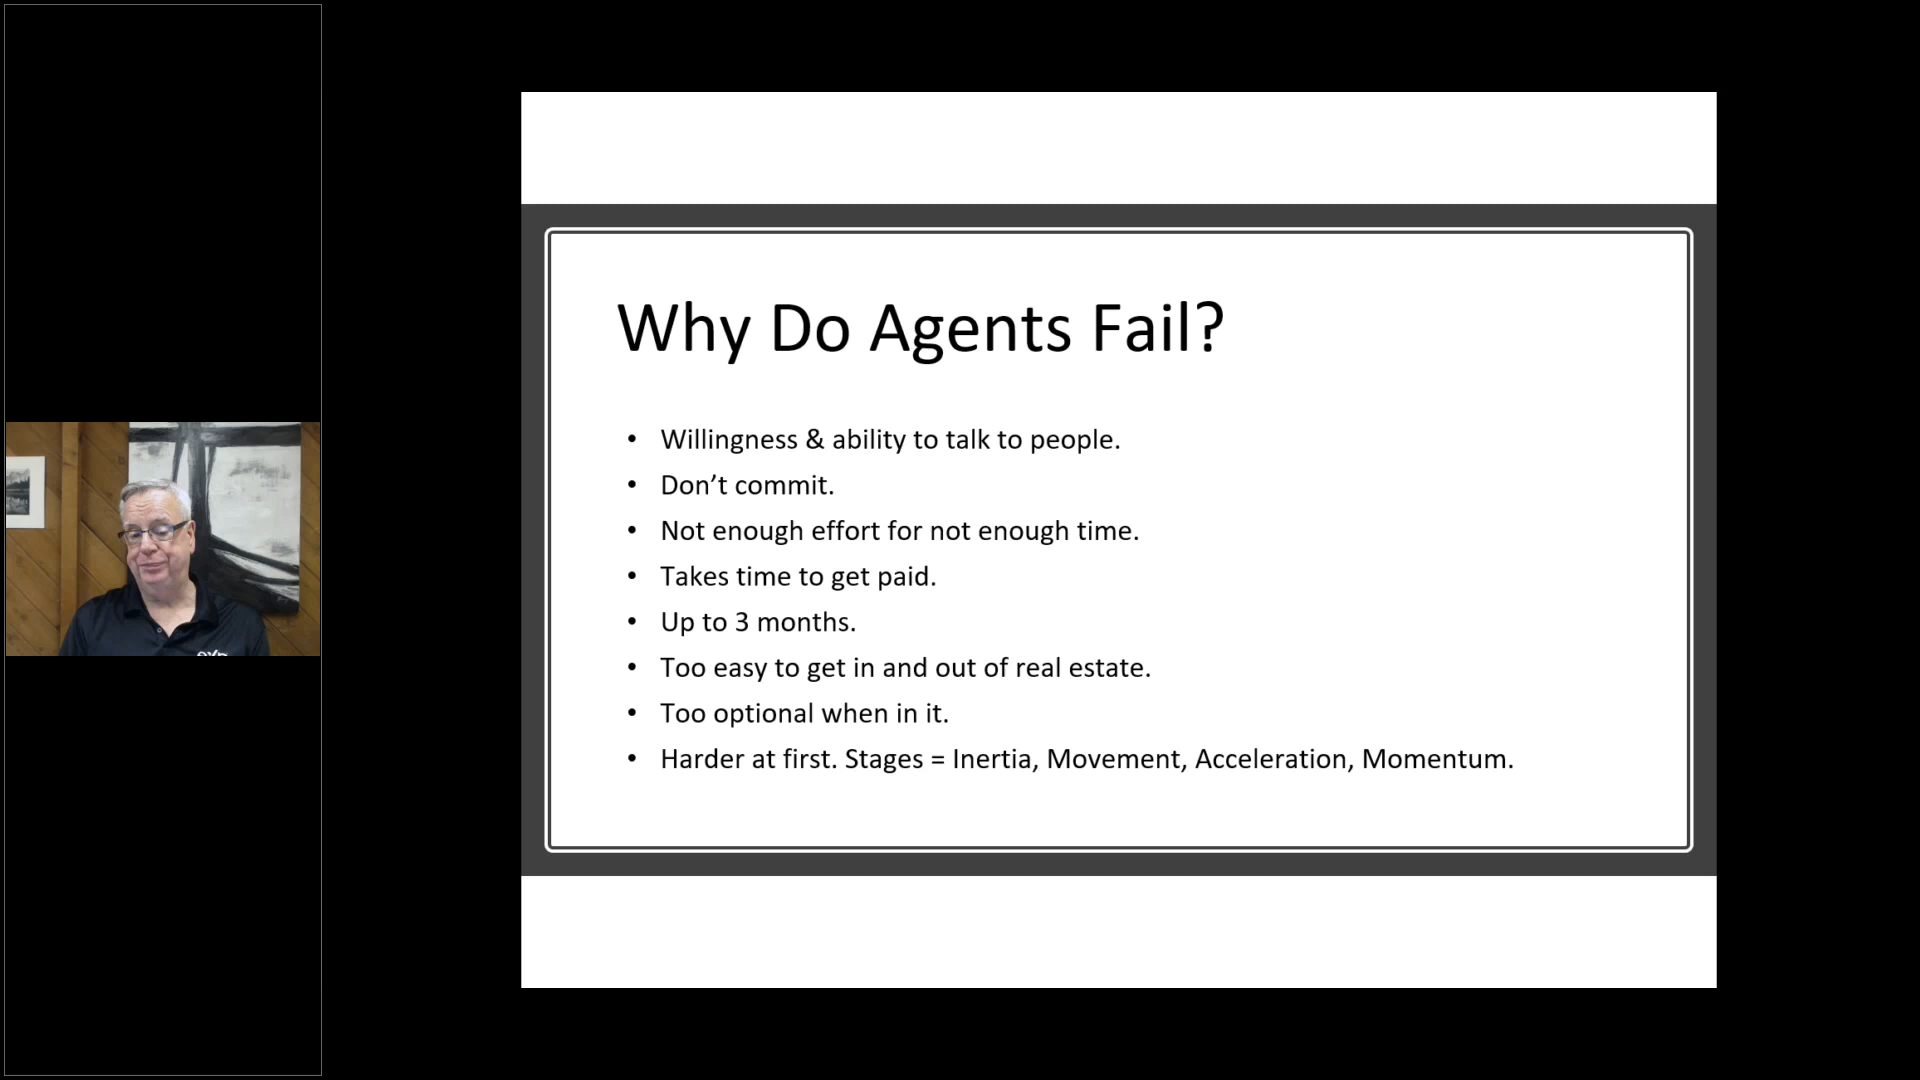 Why Do Agents Fail?
• Willingness & ability to talk to people.
• Don’t commit.
• Not enough effort for not enough time.
• Takes time to get paid.
• Up to 3 months.
• Too easy to get in and out of real estate.
• Too optional when in it.
• Harder at first. Stages = Inertia, Movement, Acceleration, Momentum.